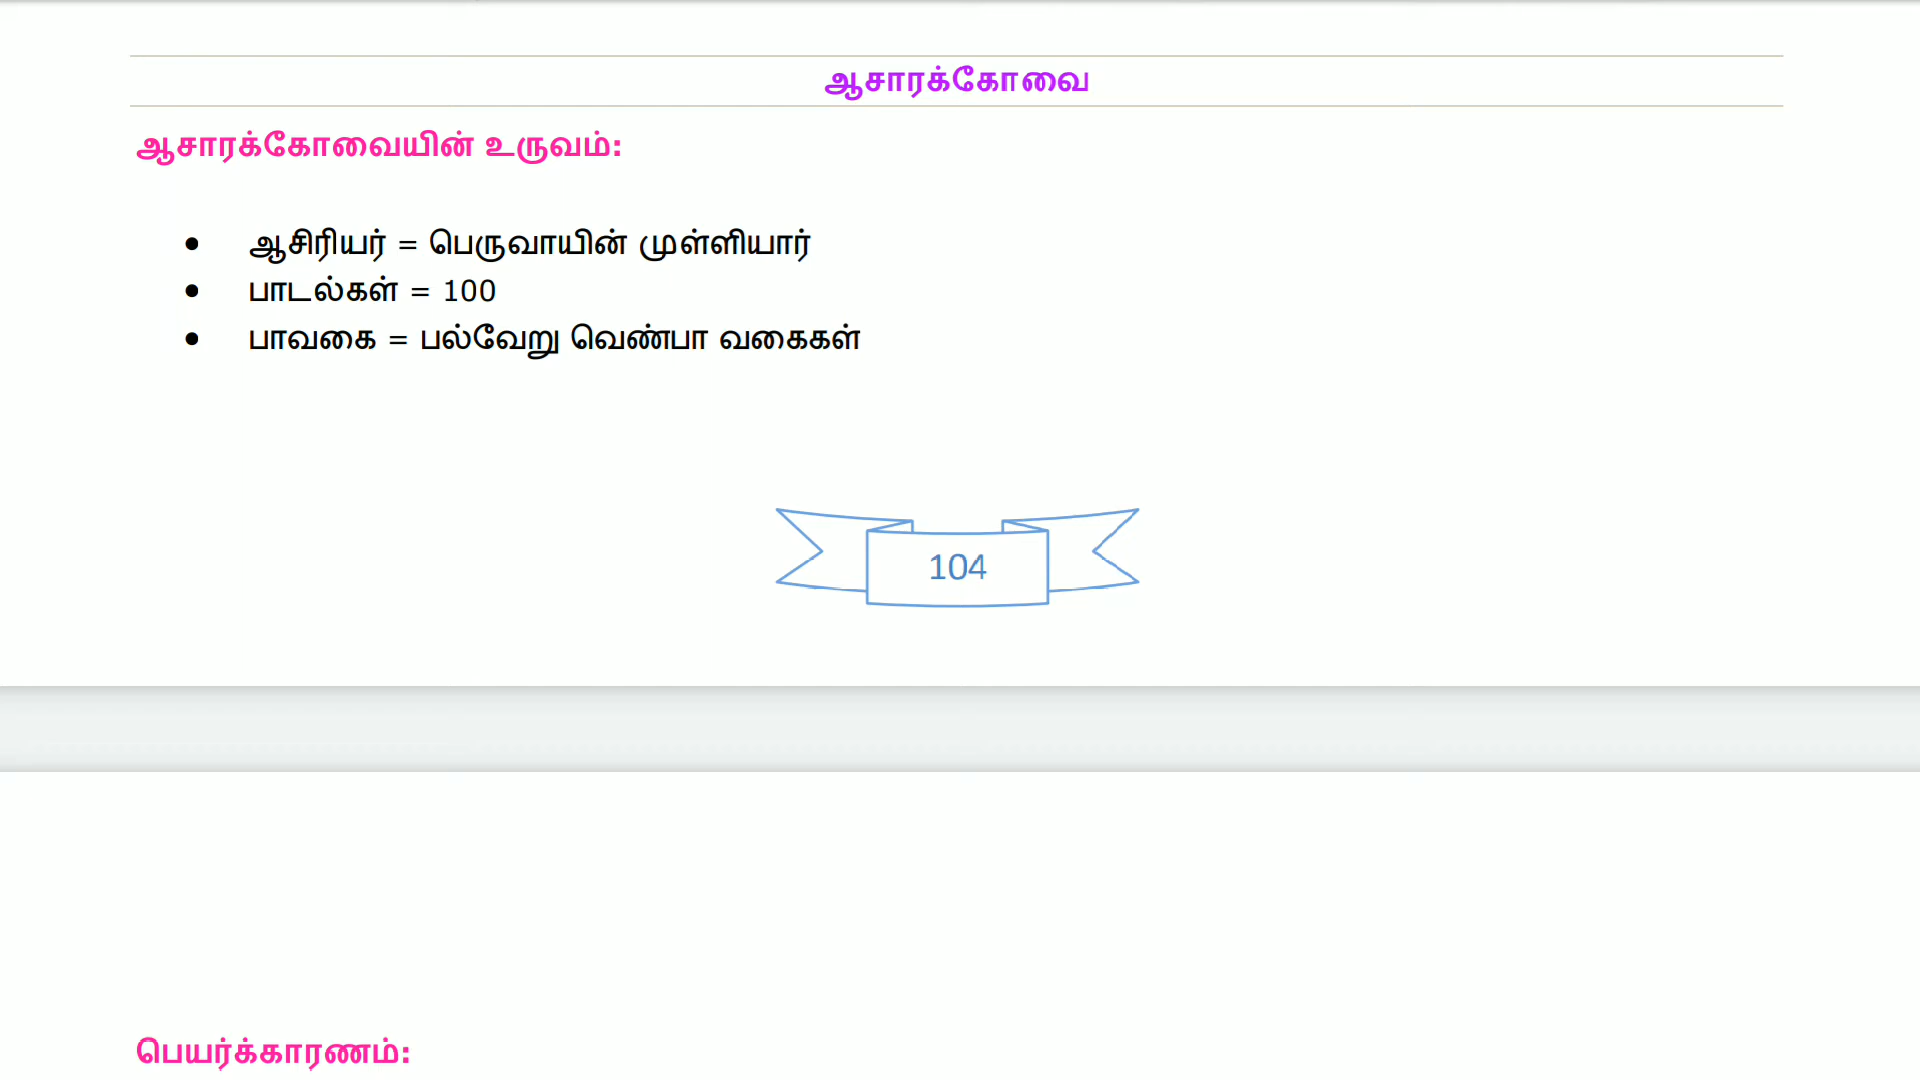 ஆசாரக்கோவை
ஆசாரக்கோவையின் உருவம்:
• ஆசிரியர் = பெருவாயின் முள்ளியார்
• பாடல்கள் = 100
• பாவகை = பல்வேறு வெண்பா வகைகள்
104
பெயர்க்காரணம்: